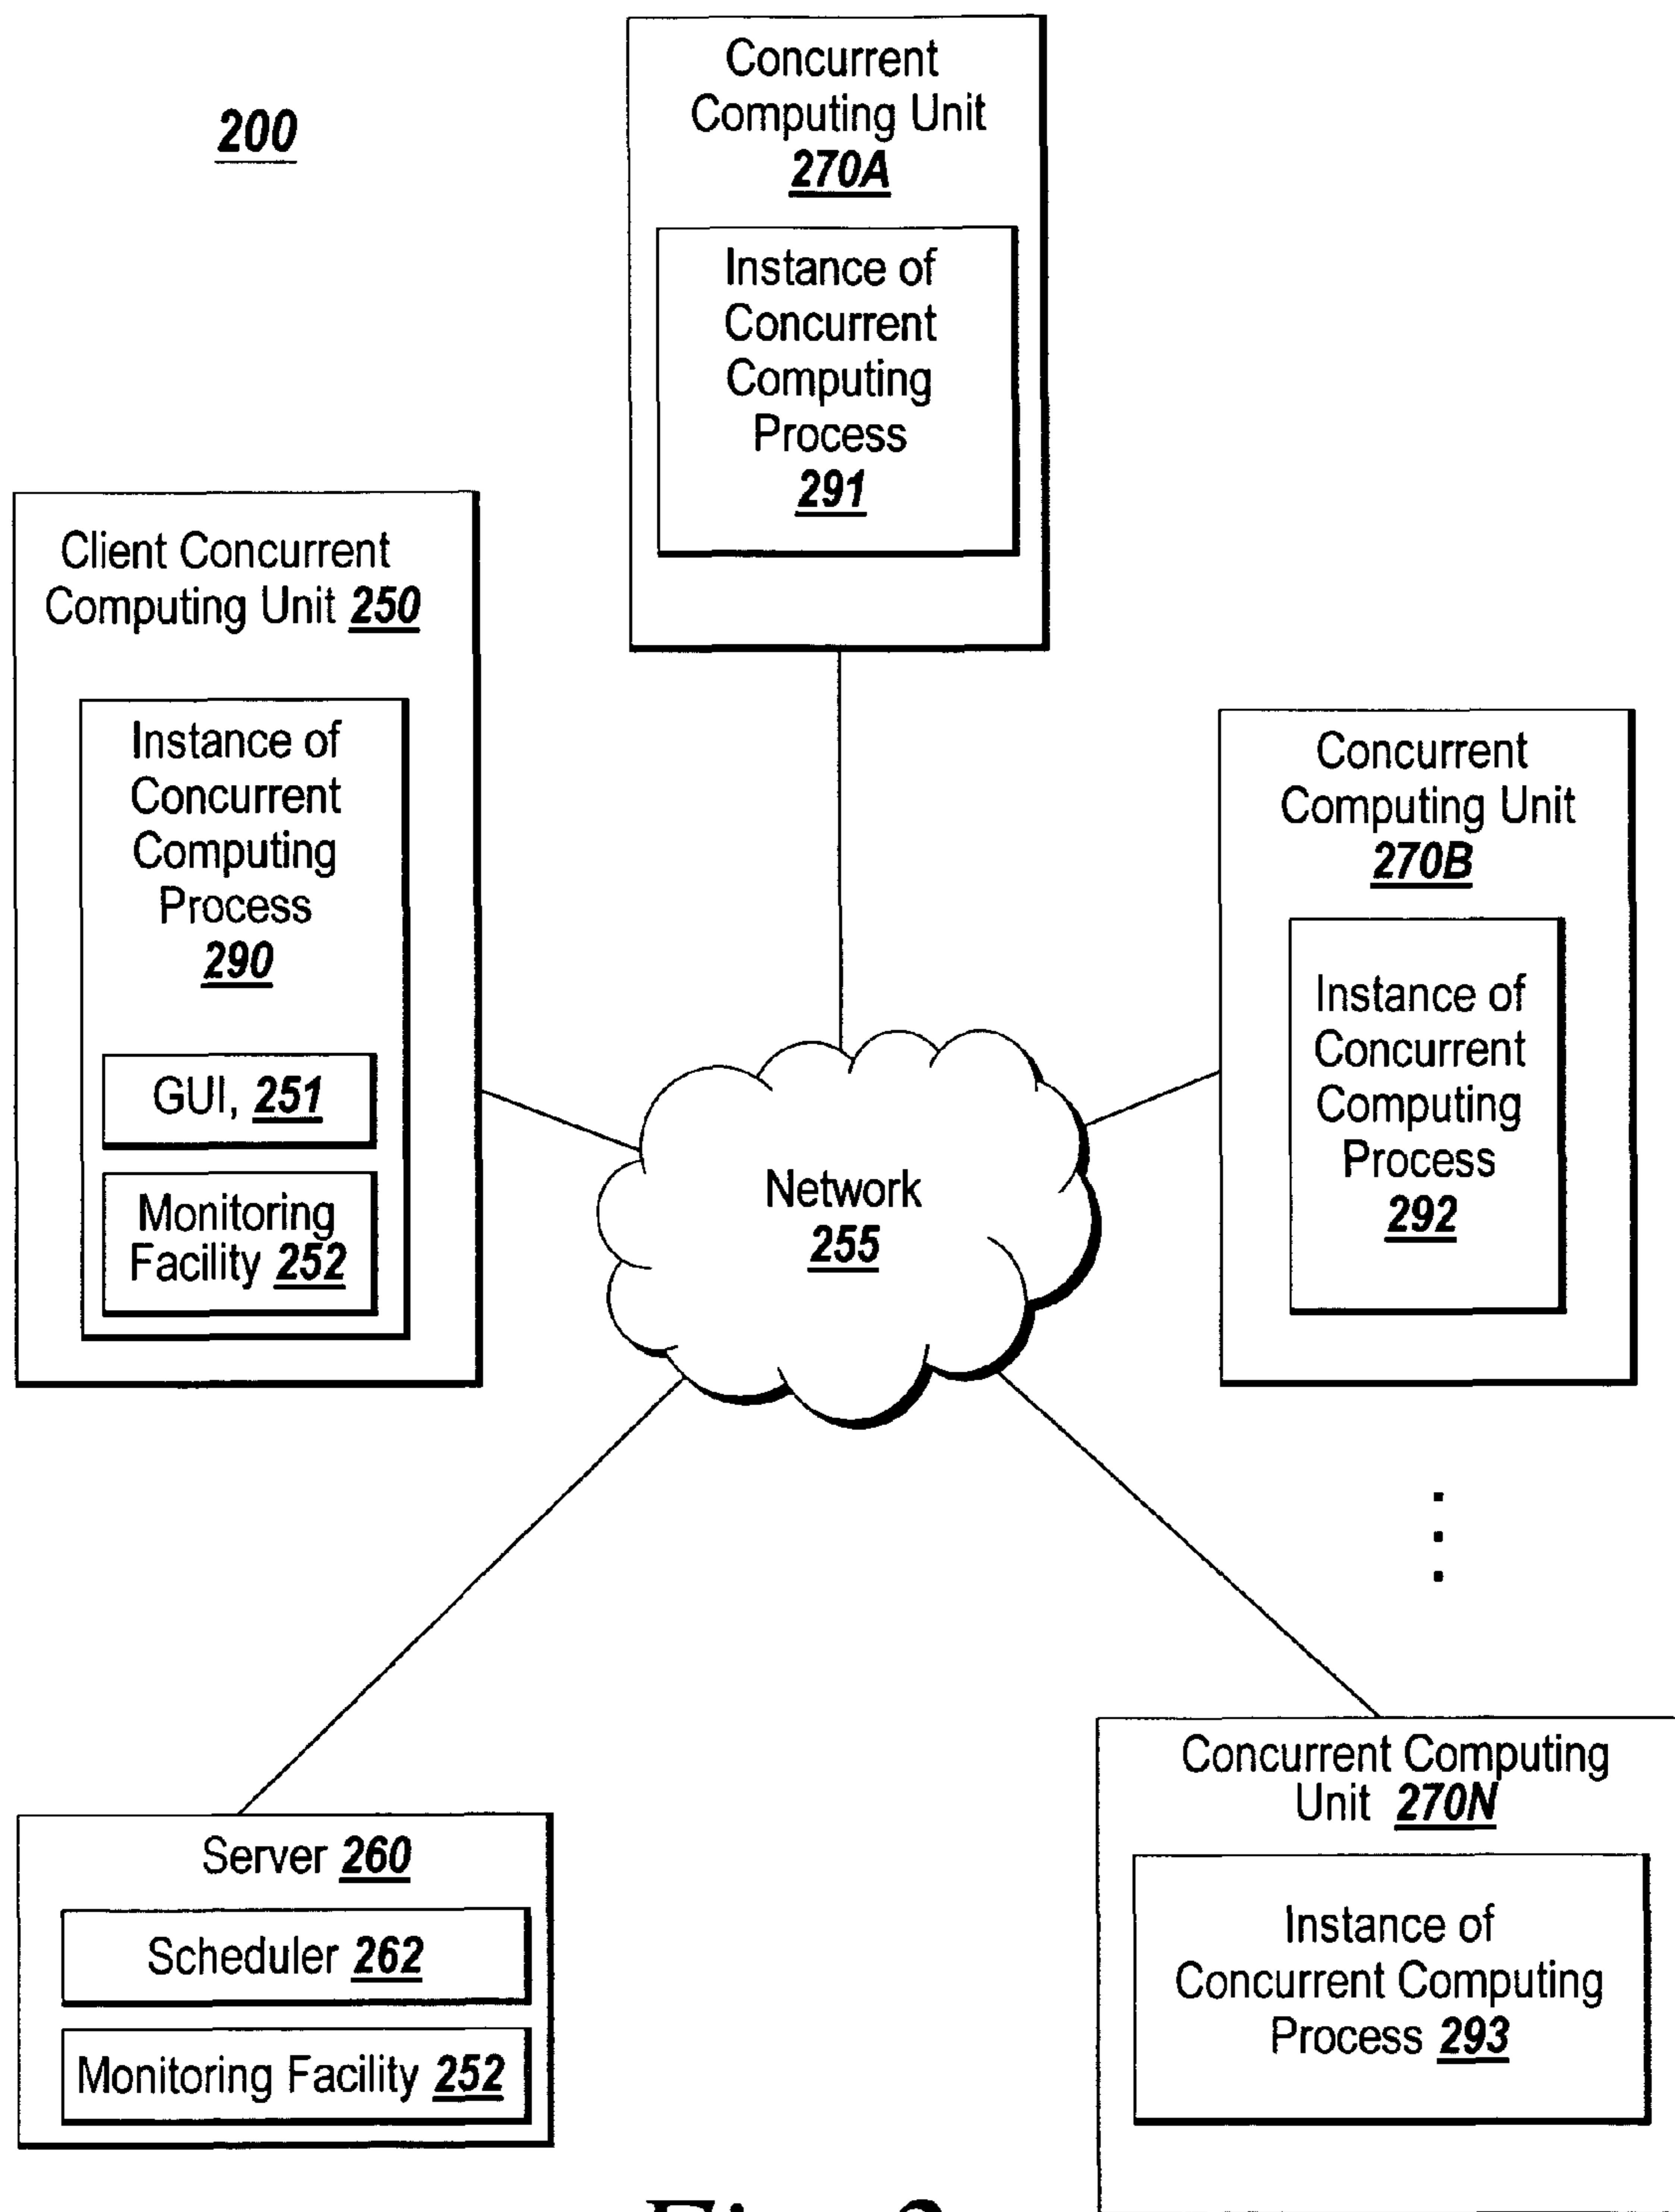 200
Concurrent
Computing Unit
270A
Instance of
Concurrent
Computing
Process
291
Client Concurrent
Computing Unit 250
Instance of
Concurrent
Computing
Process
290
GUI, 251
Monitoring
Facility 252
Concurrent
Computing Unit
270B
Instance of
Concurrent
Computing
Process
292
Network
255
Server 260
Scheduler 262
Monitoring Facility 252
Concurrent Computing
Unit 270N
Instance of
Concurrent Computing
Process 293